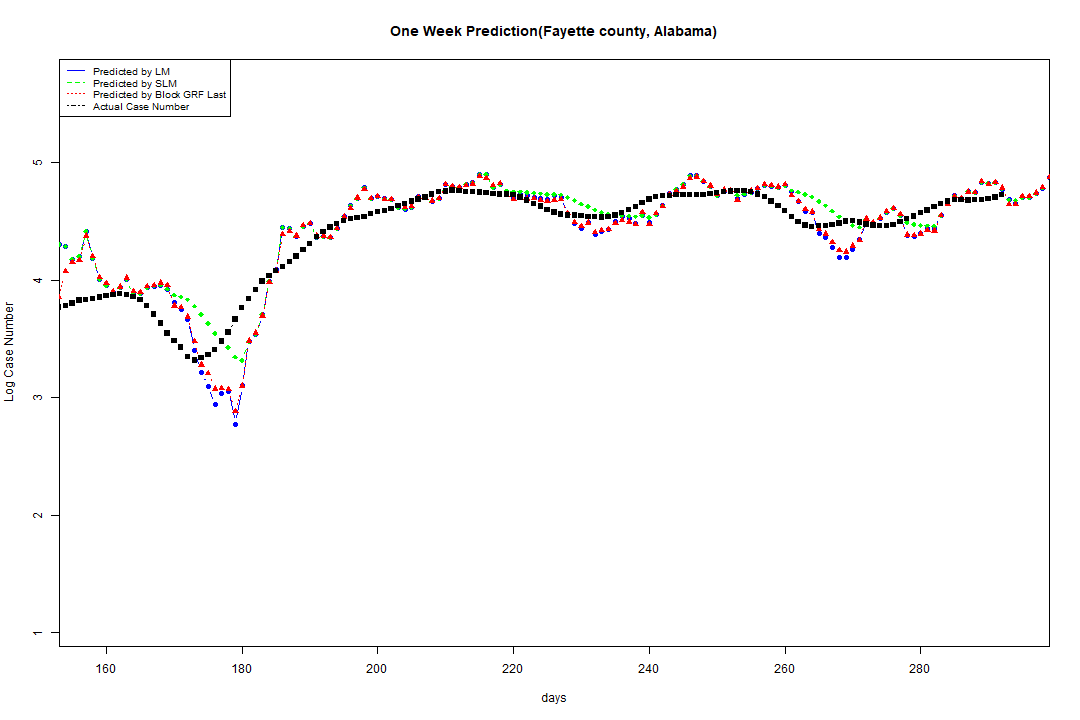 One Week Prediction(Fayette county, Alabama)
Predicted by LM
Predicted by SLM
Predicted by Block GRF Last
Actual Case Number
Log Case Number
5
4
3
2
1
160 180 200 220 240 260 280
days